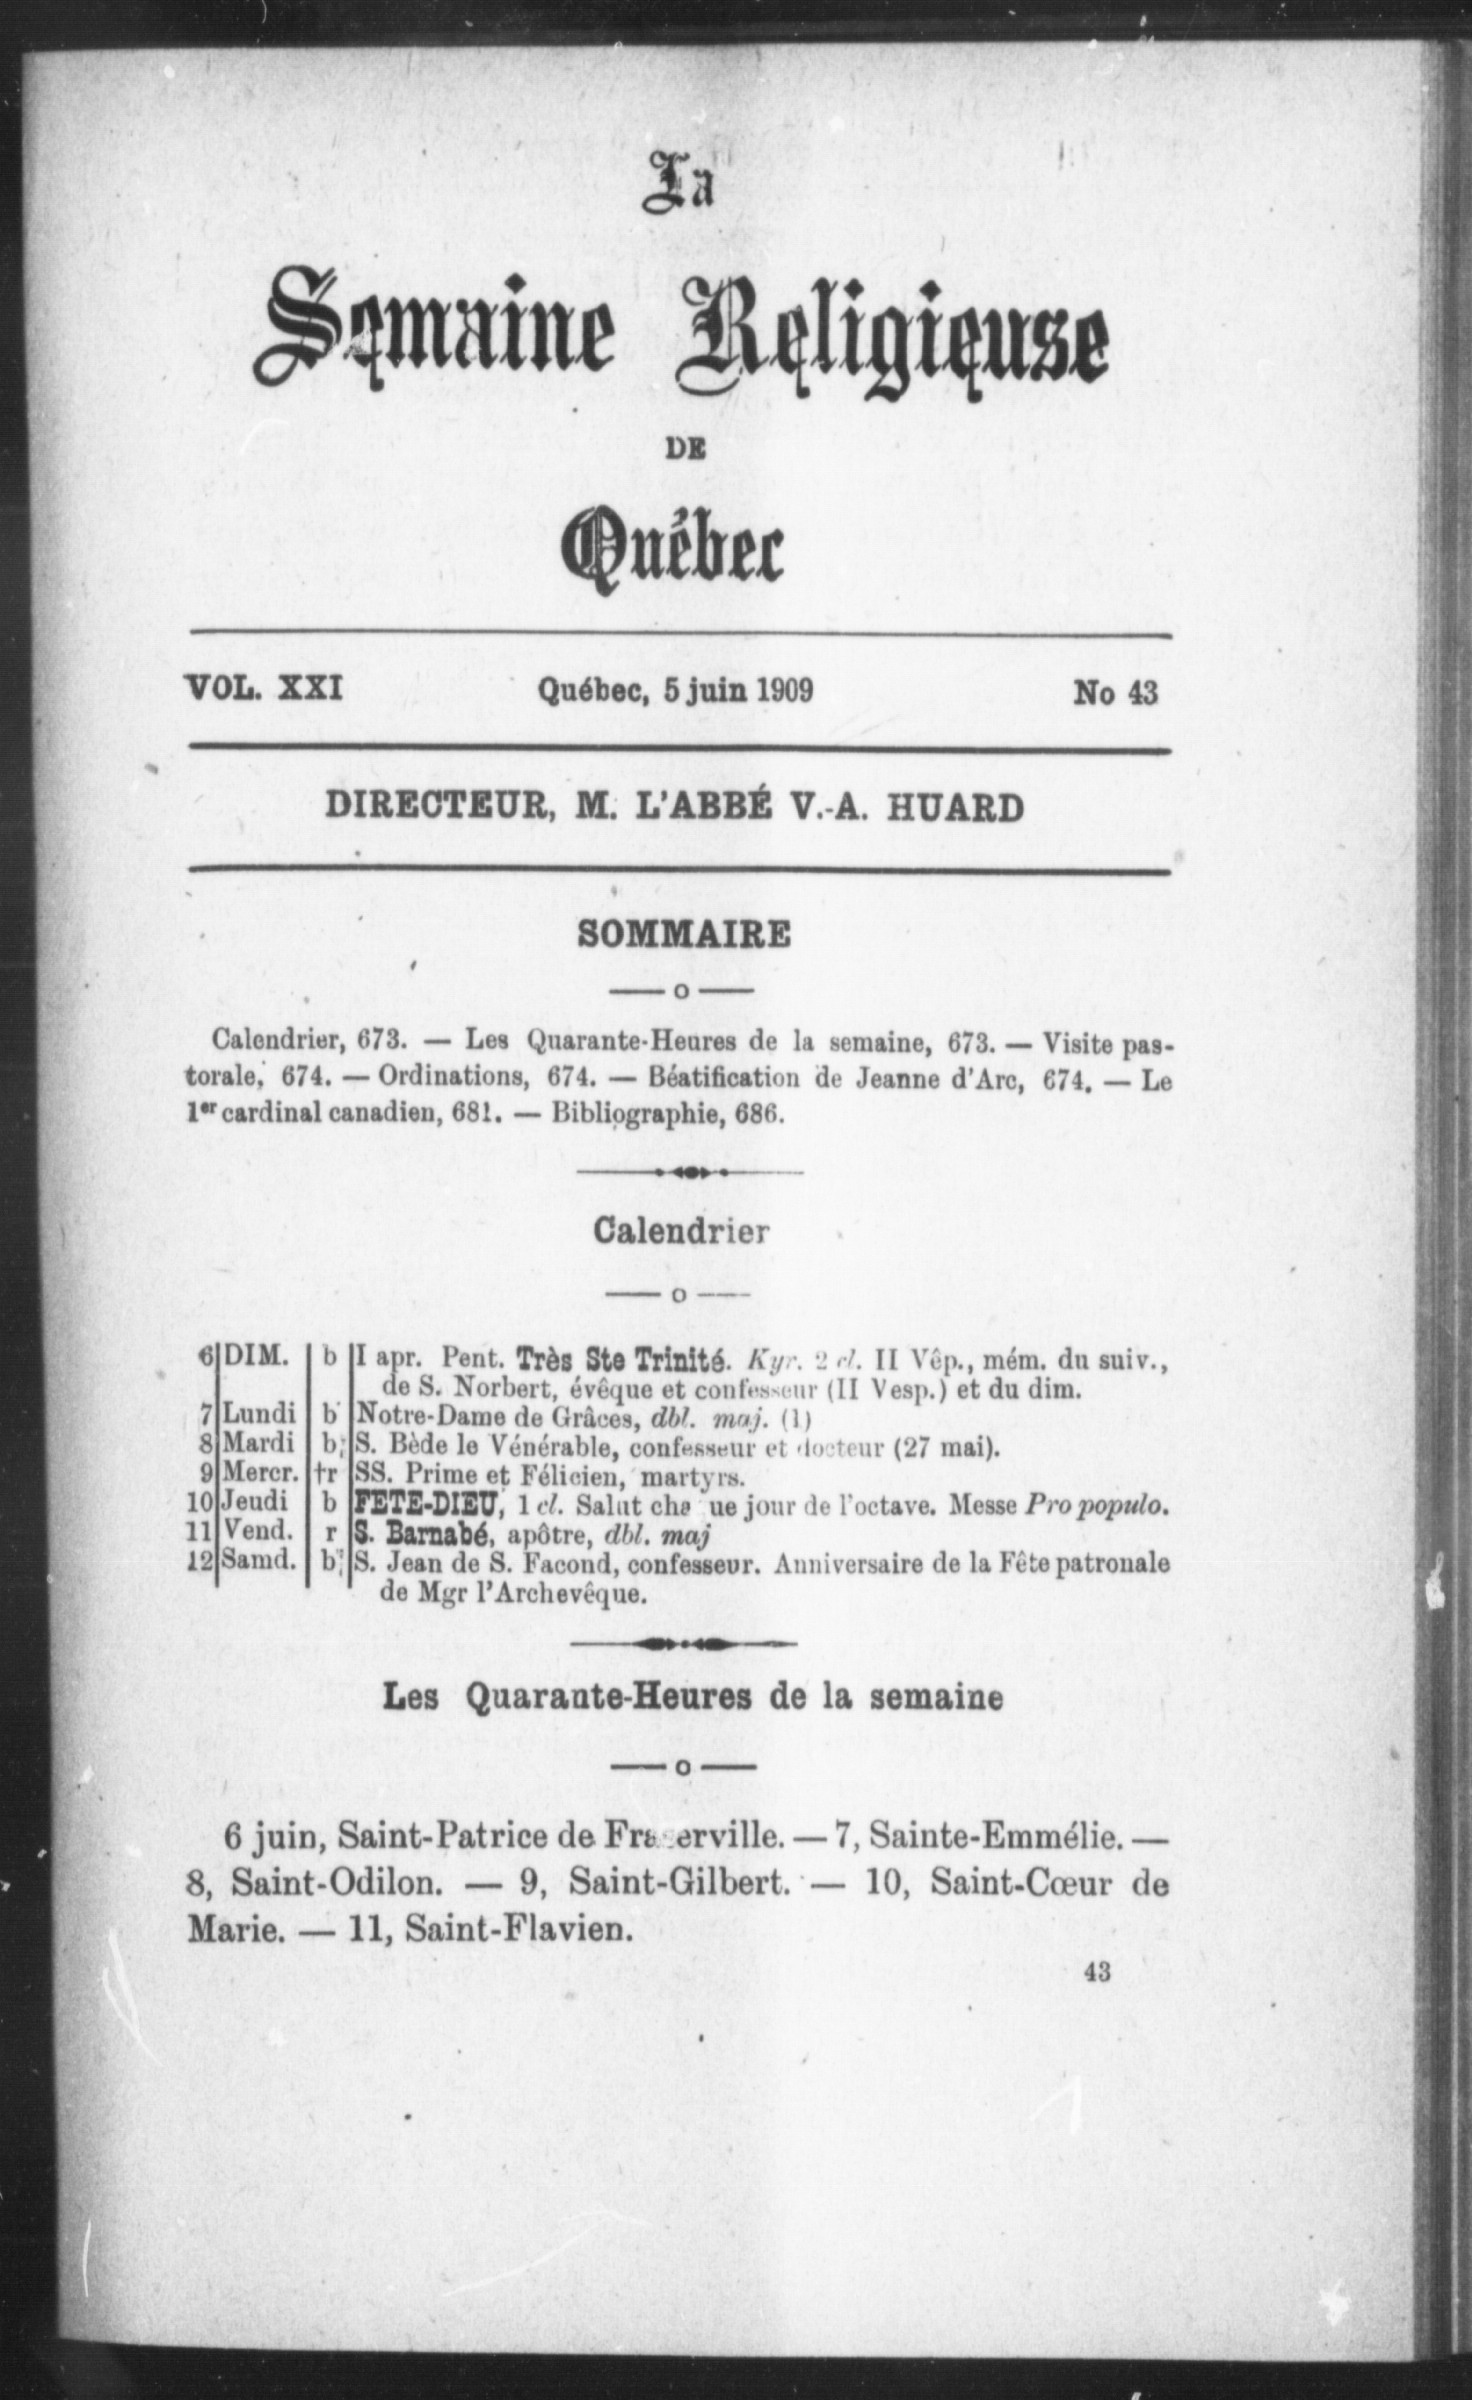 La
Semaine Religieuse
DE
Québec
VOL. XXI Québec, 5 juin 1909 No 43
DIRECTEUR, M. L'ABBÉ V.-A. HUARD
SOMMAIRE
— o —
Calendrier, 673. — Les Quarante-Heures de la semaine, 673. — Visite pas-
torale, 674. — Ordinations, 674. — Béatification de Jeanne d'Arc, 674. — Le
1er cardinal canadien, 681. — Bibliographie, 686.
Calendrier
— o —
6 DIM. b I apr. Pent. Très Ste Trinité. Kyr. 2 cl. II Vêp., mém. du suiv.,
de S. Norbert, évêque et confesseur (II Vesp.) et du dim.
7 Lundi b Notre-Dame de Grâces, dbl. maj. (1)
8 Mardi b S. Bède le Vénérable, confesseur et docteur (27 mai).
9 Mercr. †r SS. Prime et Félicien, martyrs.
10 Jeudi b FETE-DIEU, 1 cl. Salut cha ue jour de l'octave. Messe Pro populo.
11 Vend. r S. Barnabé, apôtre, dbl. maj
12 Samd. b S. Jean de S. Facond, confesseur. Anniversaire de la Fête patronale
de Mgr l'Archevêque.
Les Quarante-Heures de la semaine
— o —
6 juin, Saint-Patrice de Fraserville. — 7, Sainte-Emmélie. —
8, Saint-Odilon. — 9, Saint-Gilbert. — 10, Saint-Cœur de
Marie. — 11, Saint-Flavien.
43